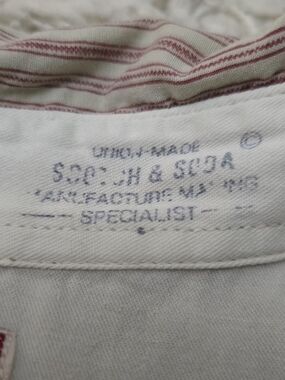 UNION-MADE ©
SCOTCH & SODA
MANUFACTURE MAKING
SPECIALIST